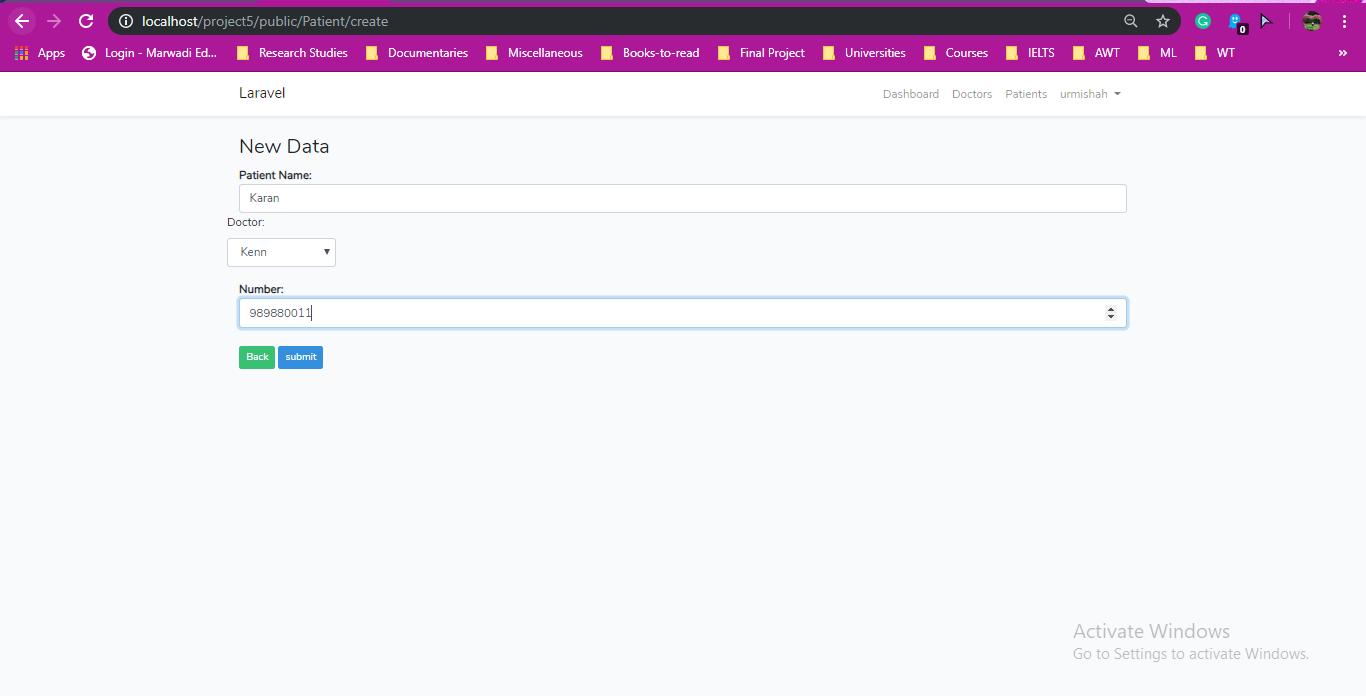 localhost/project5/public/Patient/create
0
Apps Login - Marwadi Ed... Research Studies Documentaries Miscellaneous Books-to-read Final Project Universities Courses IELTS AWT ML WT »
Laravel Dashboard Doctors Patients urmishah
New Data
Patient Name:
Karan
Doctor:
Kenn
Number:
989880011
Back submit
Activate Windows
Go to Settings to activate Windows.